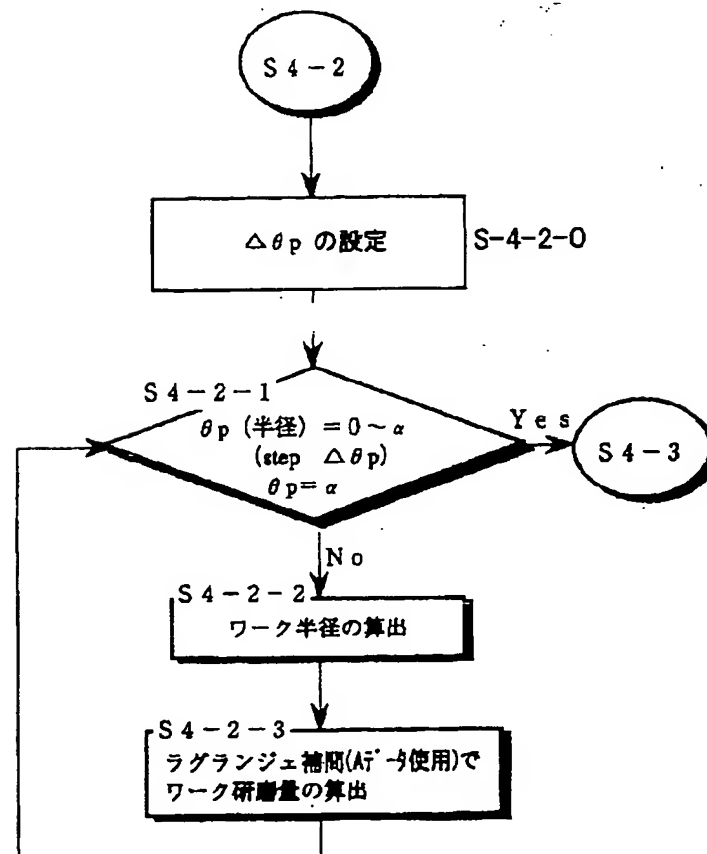 S4-2
△θpの設定
S-4-2-0
S4-2-1
θp(半径)=0~α
(step △θp)
θp=α
Yes
S4-3
No
S4-2-2
ワーク半径の算出
S4-2-3
ラグランジェ補間(Aデータ使用)で
ワーク研磨量の算出